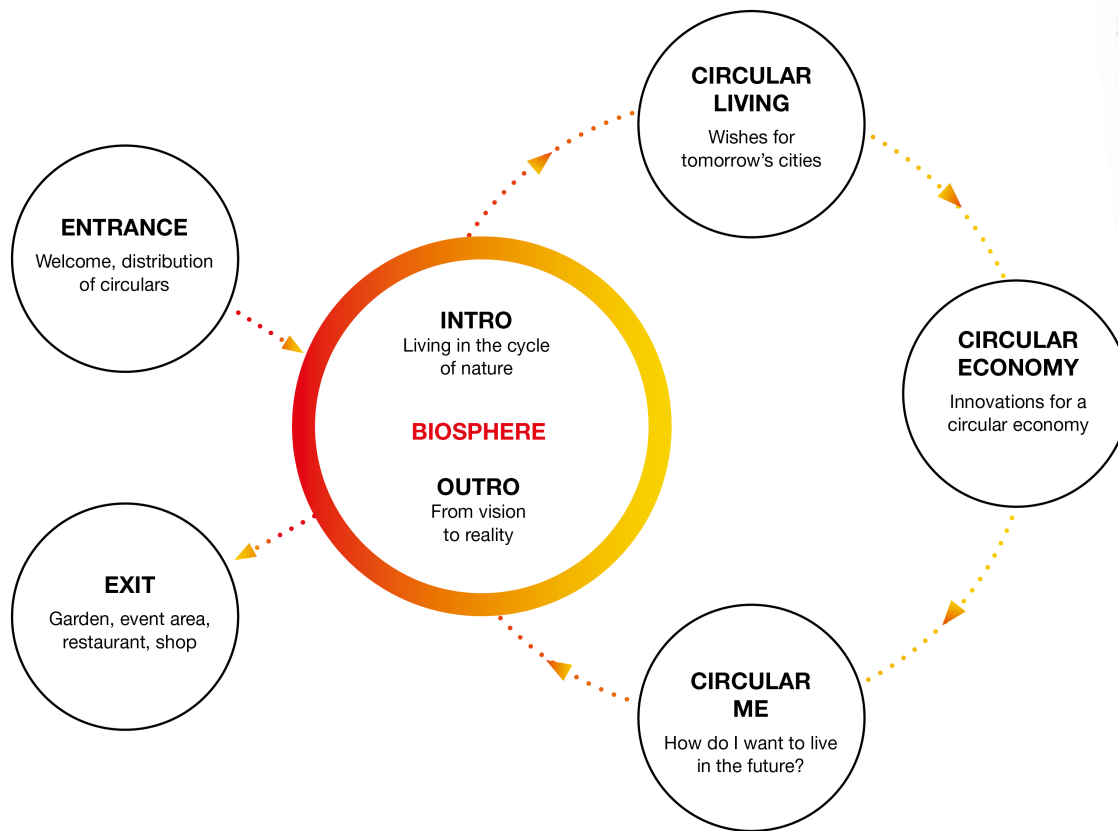 ENTRANCE
Welcome, distribution
of circulars
INTRO
Living in the cycle
of nature
BIOSPHERE
OUTRO
From vision
to reality
CIRCULAR
LIVING
Wishes for
tomorrow's cities
CIRCULAR
ECONOMY
Innovations for a
circular economy
CIRCULAR
ME
How do I want to live
in the future?
EXIT
Garden, event area,
restaurant, shop